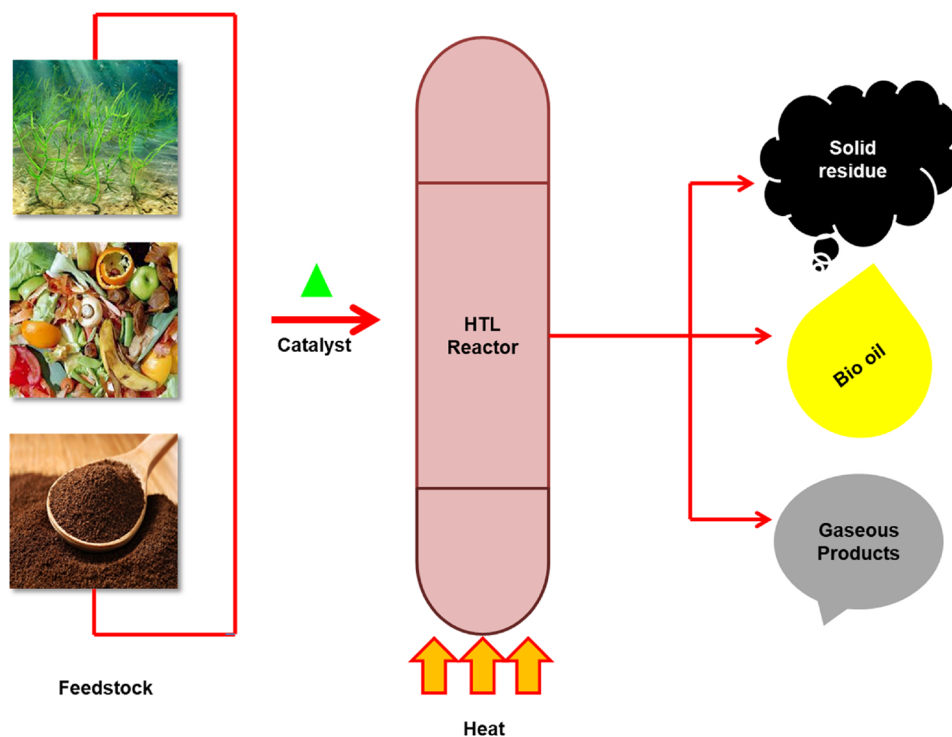 Solid
residue
Catalyst
HTL
Reactor
Bio oil
Gaseous
Products
Feedstock
Heat